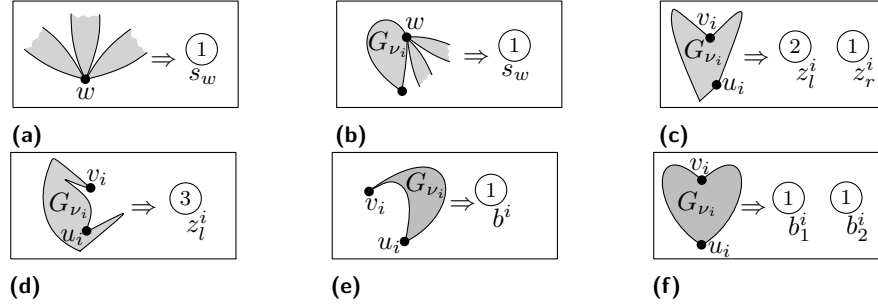 w ⇒ 1 s_w
(a)
G_{ν_i} w ⇒ 1 s_w
(b)
v_i G_{ν_i} u_i ⇒ 2 z_l^i 1 z_r^i
(c)
v_i G_{ν_i} u_i ⇒ 3 z_l^i
(d)
v_i G_{ν_i} u_i ⇒ 1 b^i
(e)
v_i G_{ν_i} u_i ⇒ 1 b_1^i 1 b_2^i
(f)